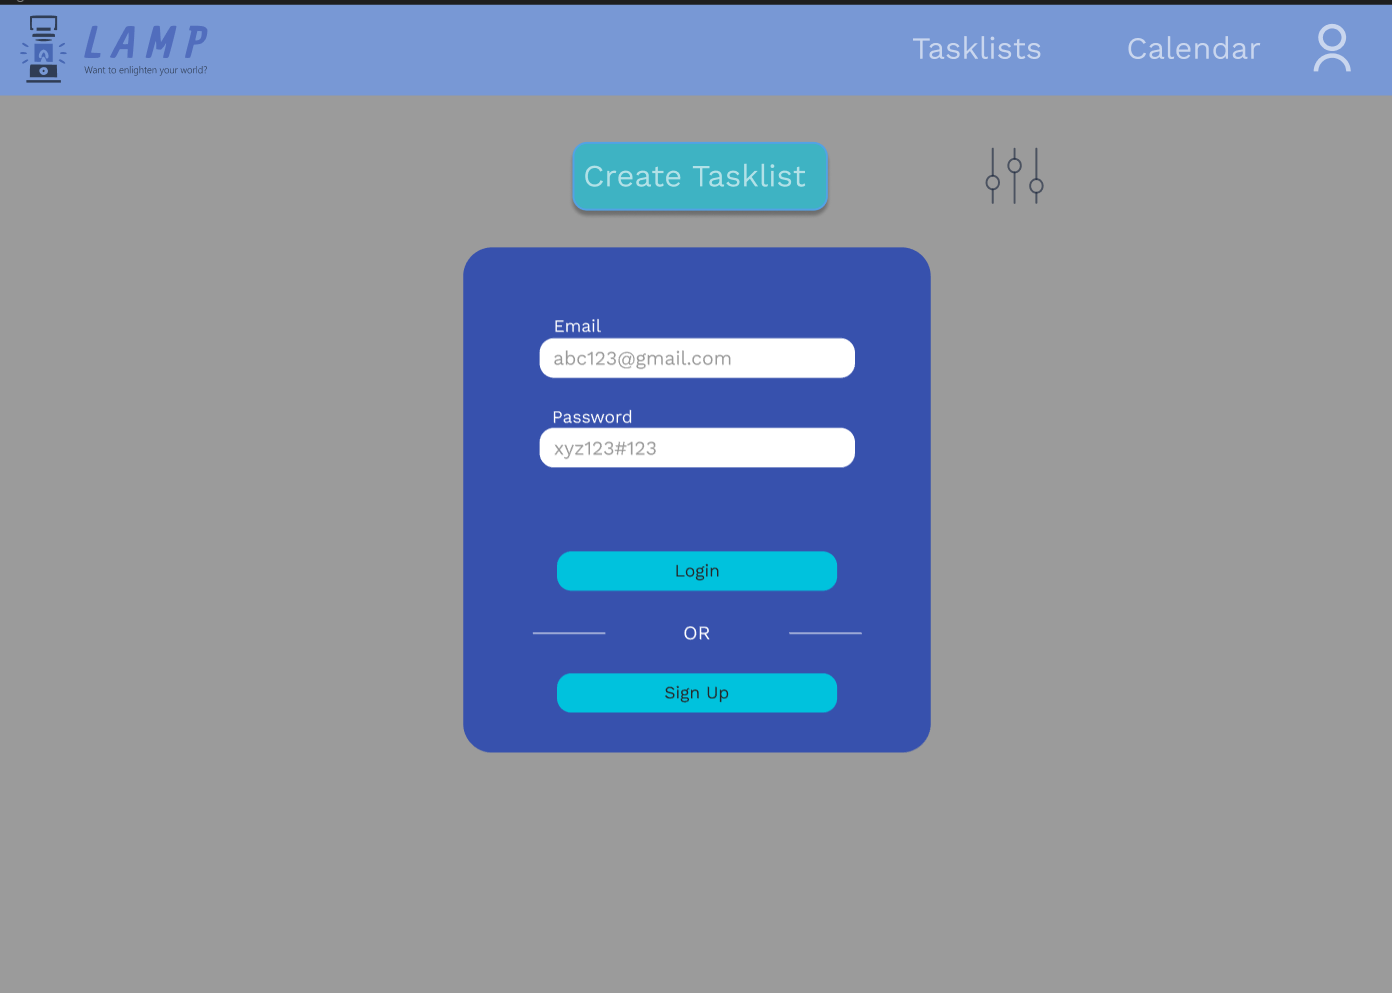 LAMP
Want to enlighten your world?
Tasklists
Calendar
Create Tasklist
Email
abc123@gmail.com
Password
xyz123#123
Login
OR
Sign Up